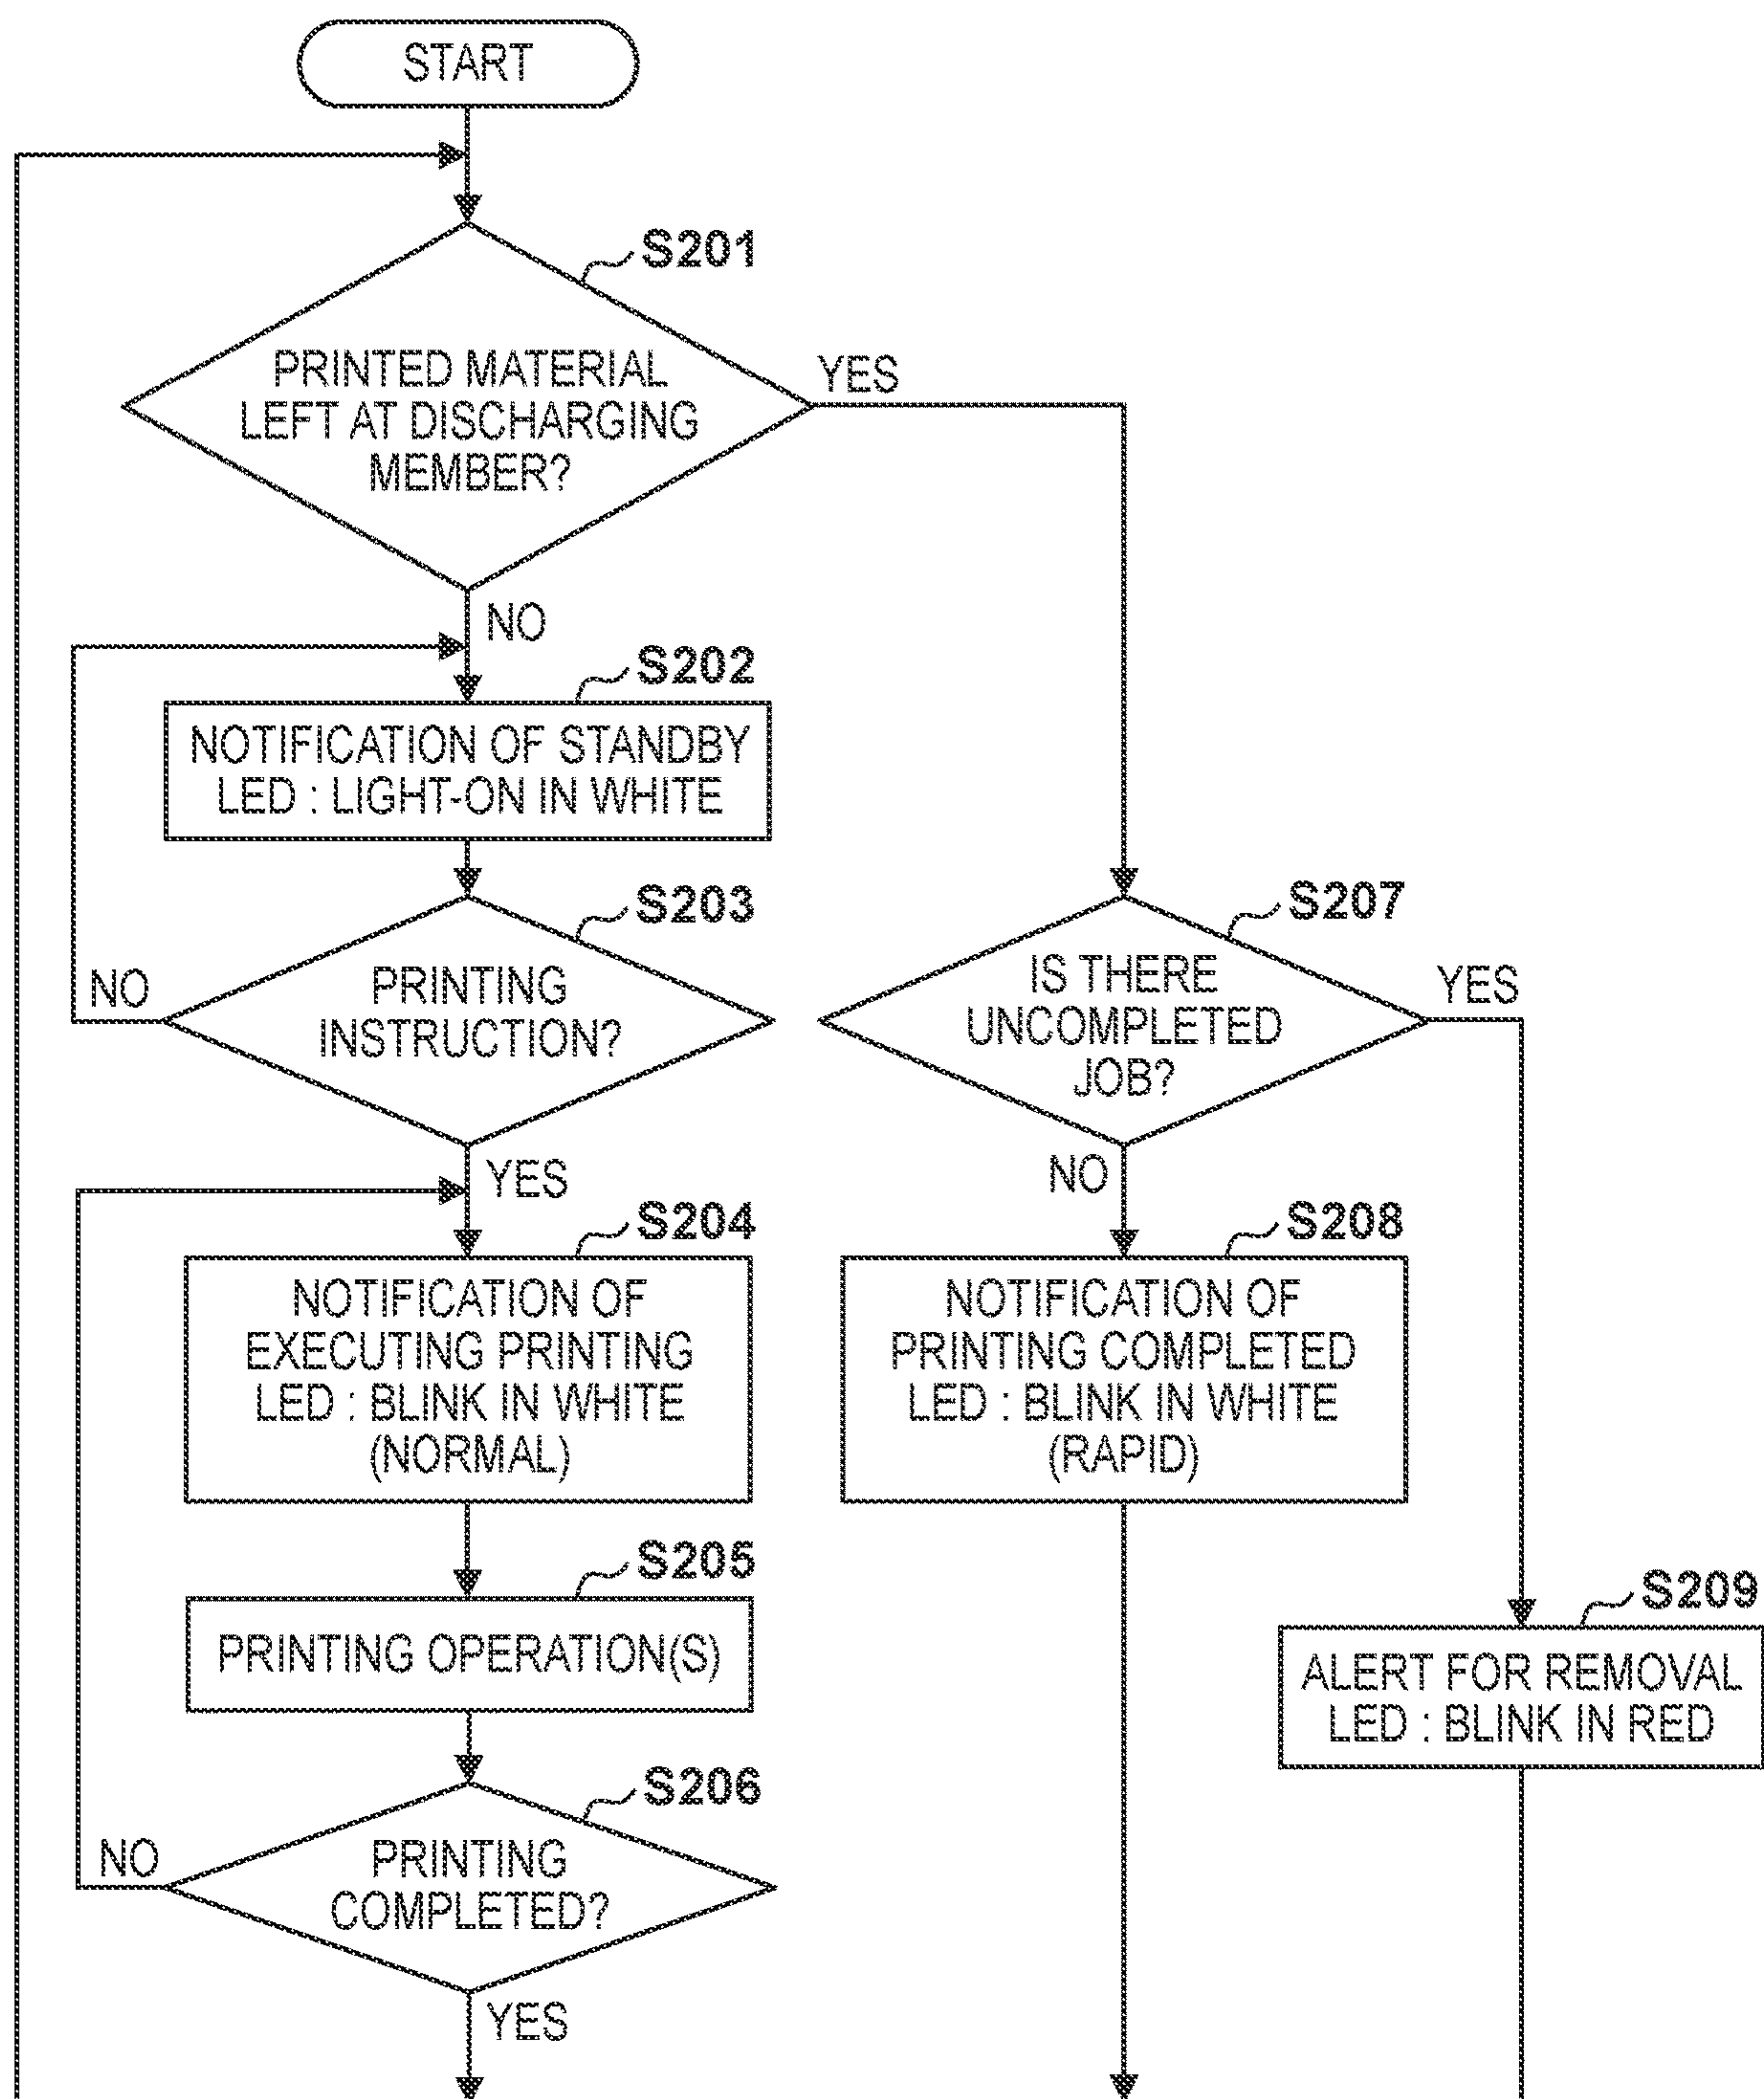 START
S201
PRINTED MATERIAL
LEFT AT DISCHARGING
MEMBER?
YES
NO
S202
NOTIFICATION OF STANDBY
LED : LIGHT-ON IN WHITE
S203
PRINTING
INSTRUCTION?
NO
YES
S204
NOTIFICATION OF
EXECUTING PRINTING
LED : BLINK IN WHITE
(NORMAL)
S205
PRINTING OPERATION(S)
S206
PRINTING
COMPLETED?
NO
YES
S207
IS THERE
UNCOMPLETED
JOB?
YES
NO
S208
NOTIFICATION OF
PRINTING COMPLETED
LED : BLINK IN WHITE
(RAPID)
S209
ALERT FOR REMOVAL
LED : BLINK IN RED